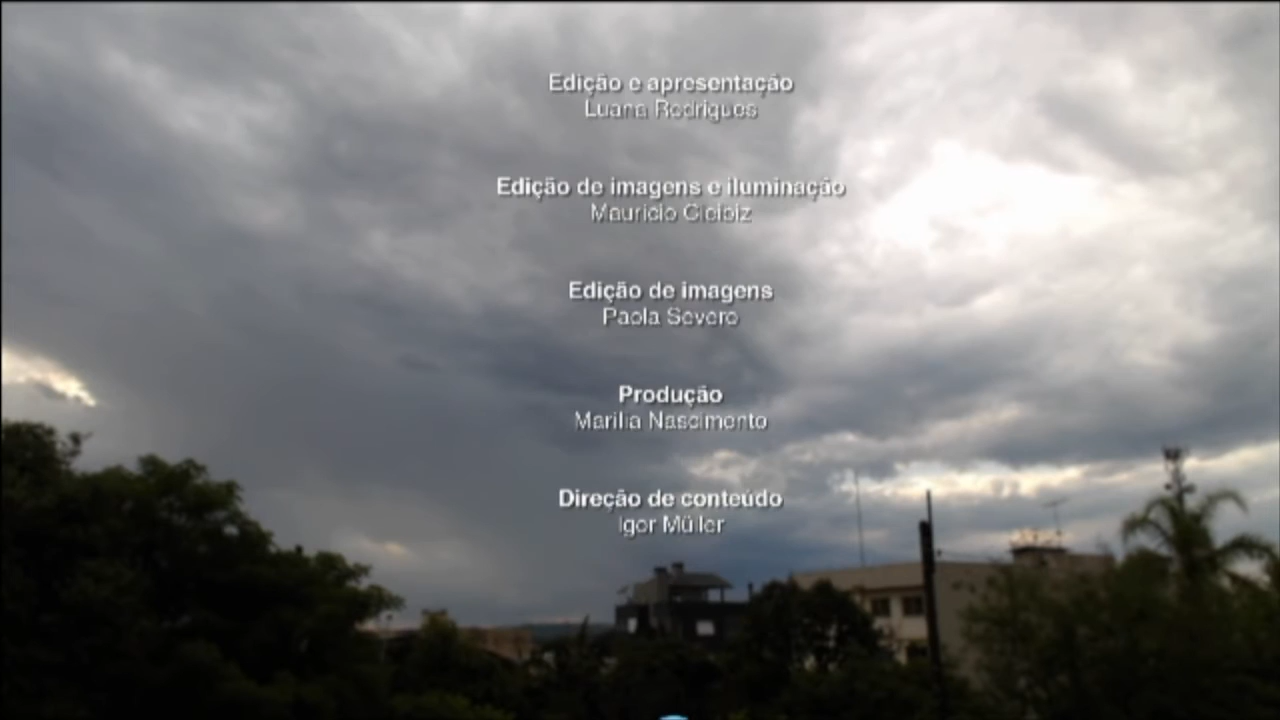 Edição e apresentação
Luana Rodrigues
Edição de imagens e iluminação
Mauricio
Edição de imagens
Paola Severo
Produção
Marilia Nascimento
Direção de conteúdo
Igor Müller